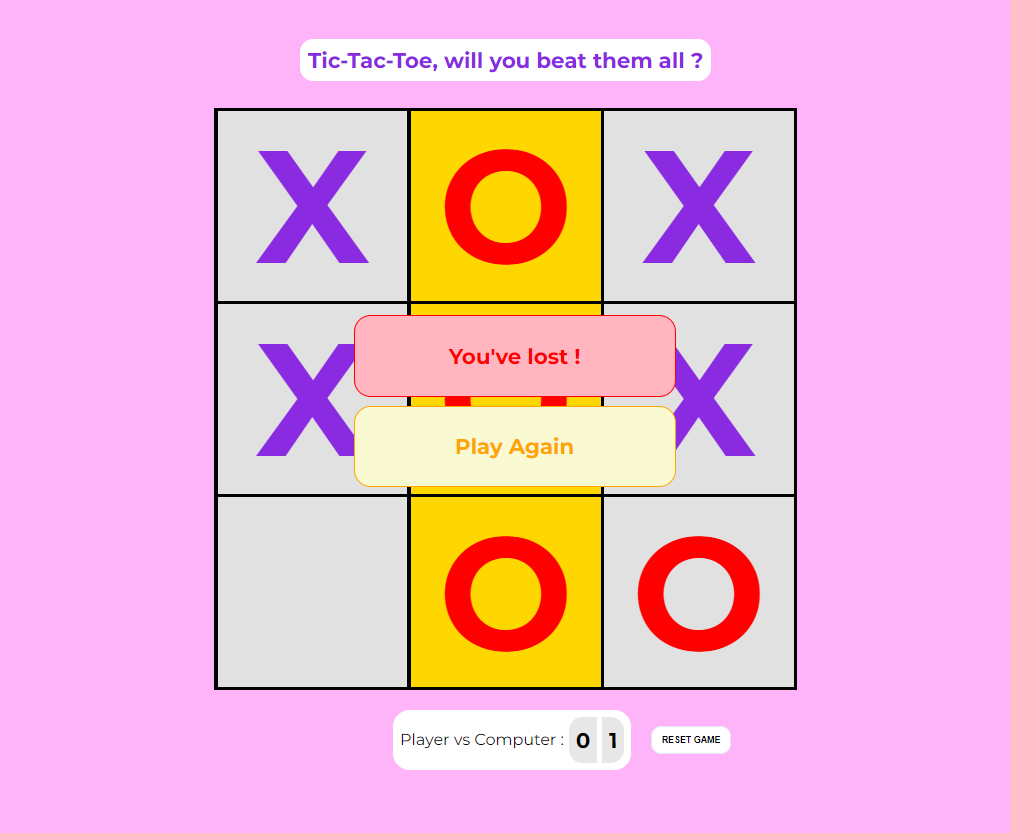 Tic-Tac-Toe, will you beat them all ?
X O X
X O X
You've lost !
Play Again
O O
Player vs Computer : 0 1
RESET GAME